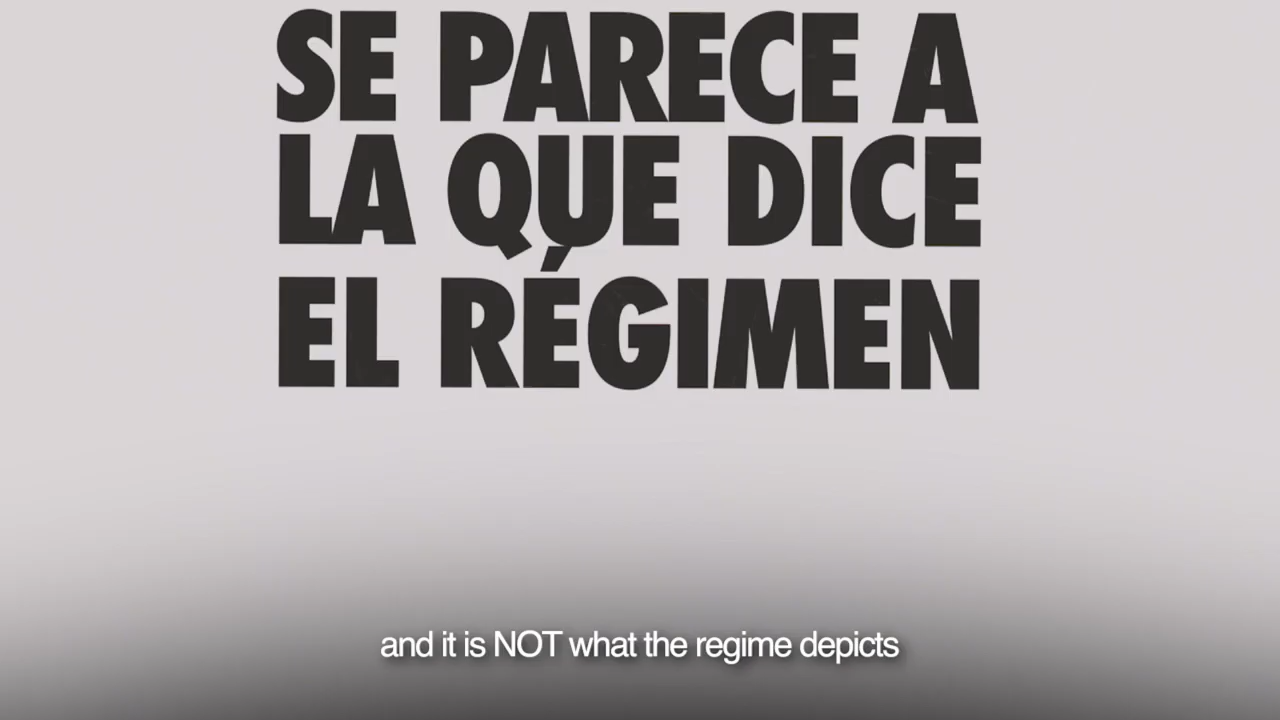 SE PARECE A
LA QUE DICE
EL RÉGIMEN
and it is NOT what the regime depicts